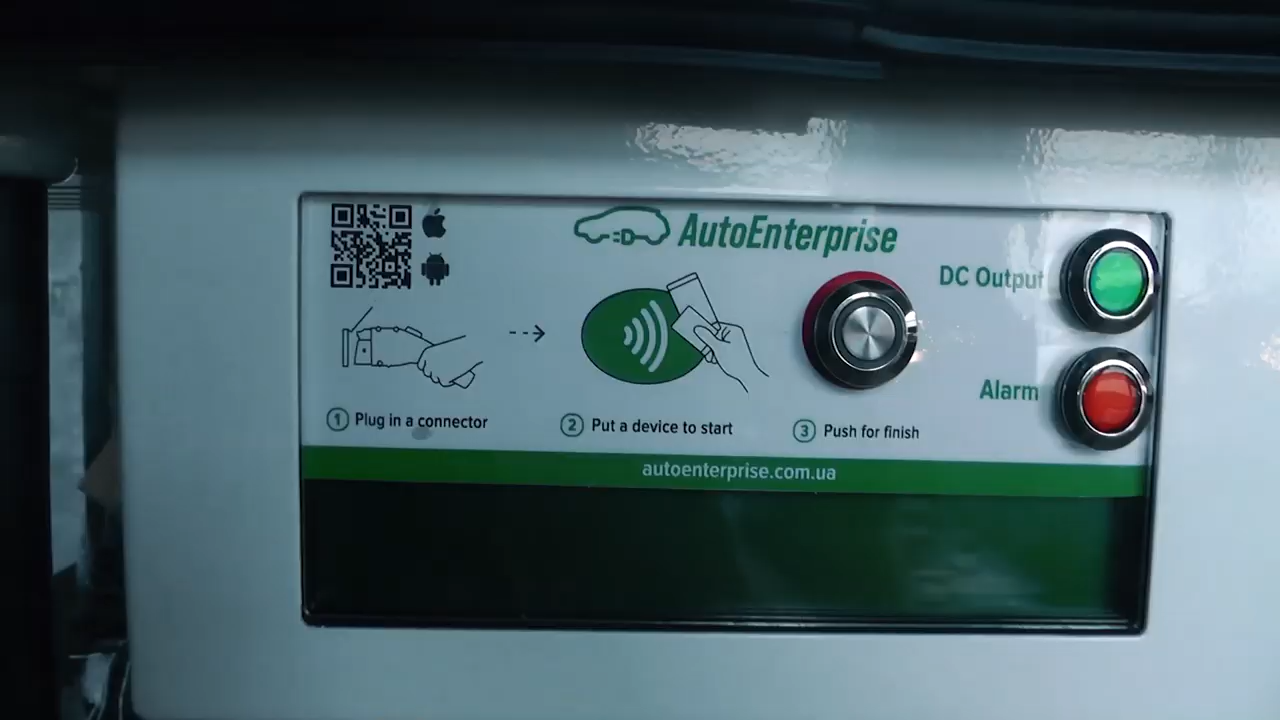 AutoEnterprise
DC Output
Alarm
1 Plug in a connector
2 Put a device to start
3 Push for finish
autoenterprise.com.ua